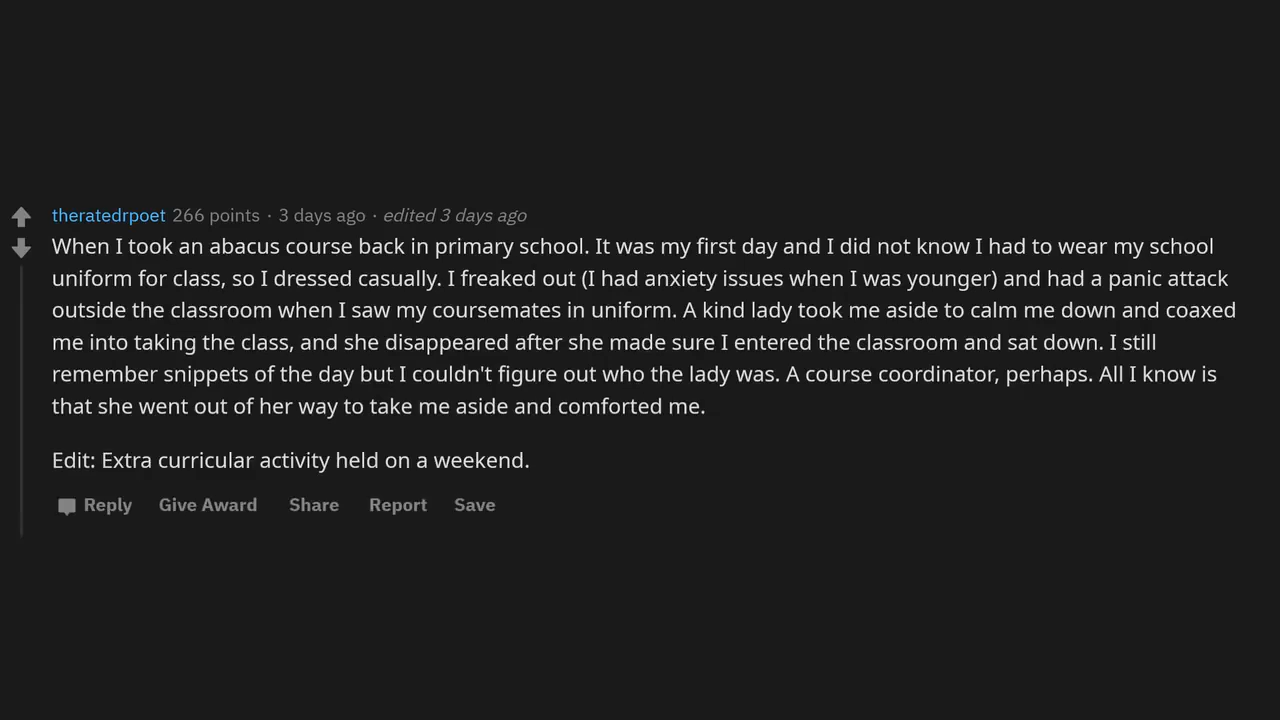 theratedrpoet 266 points · 3 days ago · edited 3 days ago
When I took an abacus course back in primary school. It was my first day and I did not know I had to wear my school
uniform for class, so I dressed casually. I freaked out (I had anxiety issues when I was younger) and had a panic attack
outside the classroom when I saw my coursemates in uniform. A kind lady took me aside to calm me down and coaxed
me into taking the class, and she disappeared after she made sure I entered the classroom and sat down. I still
remember snippets of the day but I couldn't figure out who the lady was. A course coordinator, perhaps. All I know is
that she went out of her way to take me aside and comforted me.
Edit: Extra curricular activity held on a weekend.
Reply Give Award Share Report Save